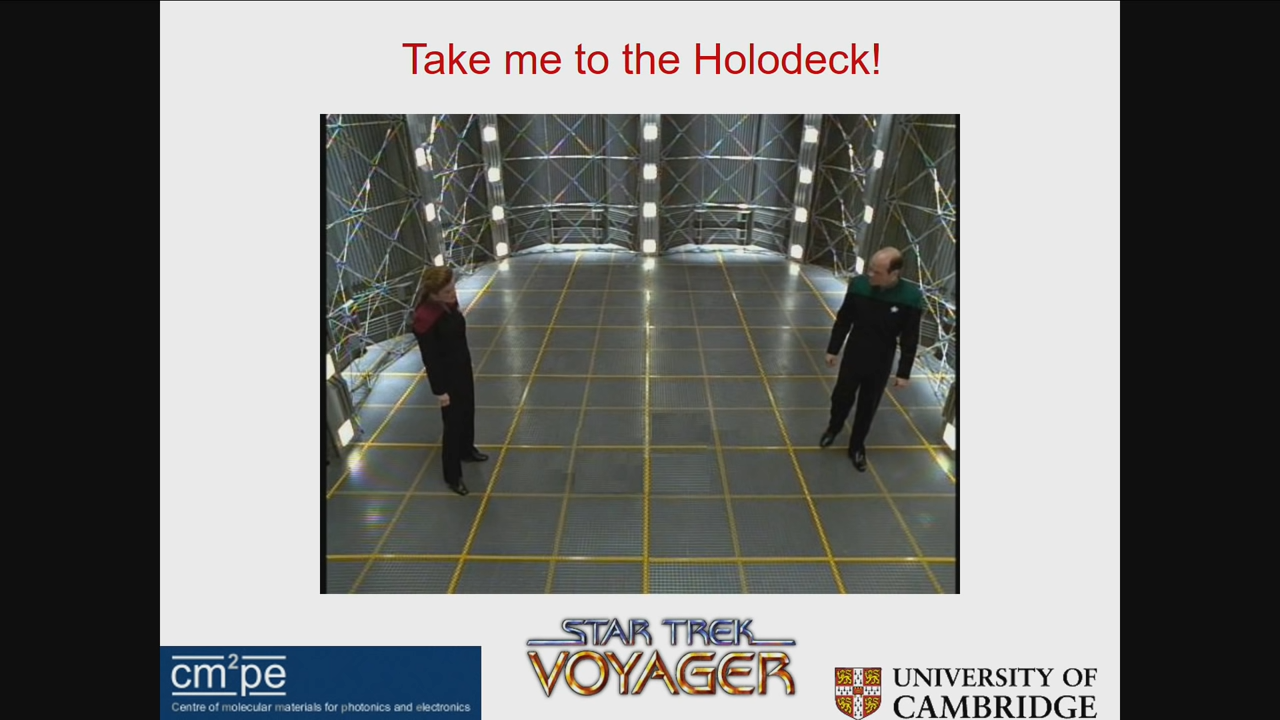 Take me to the Holodeck!
STAR TREK
VOYAGER
cm²pe
Centre of molecular materials for photonics and electronics
UNIVERSITY OF
CAMBRIDGE